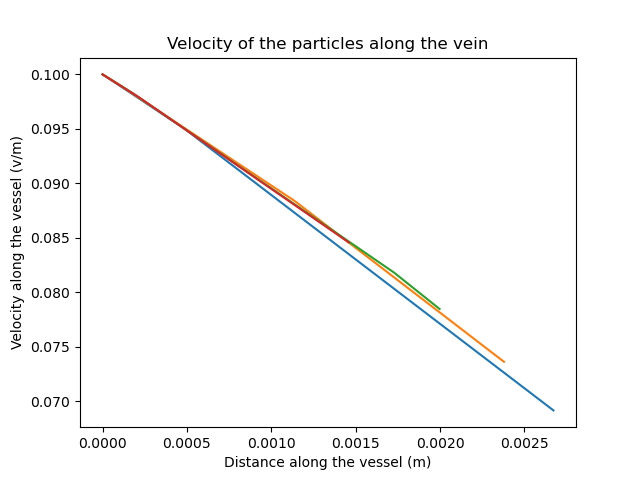 Velocity of the particles along the vein
0.100
0.095
0.090
0.085
0.080
0.075
0.070
Velocity along the vessel (v/m)
0.0000 0.0005 0.0010 0.0015 0.0020 0.0025
Distance along the vessel (m)